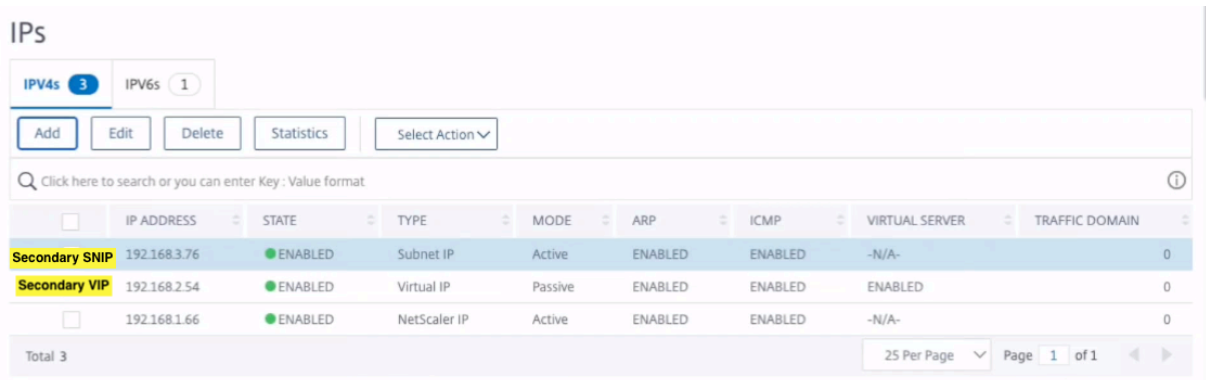 IPs
IPV4s 3 IPV6s 1
Add Edit Delete Statistics Select Action
Click here to search or you can enter Key : Value format
IP ADDRESS STATE TYPE MODE ARP ICMP VIRTUAL SERVER TRAFFIC DOMAIN
Secondary SNIP 192.168.3.76 ENABLED Subnet IP Active ENABLED ENABLED -N/A- 0
Secondary VIP 192.168.2.54 ENABLED Virtual IP Passive ENABLED ENABLED ENABLED 0
192.168.1.66 ENABLED NetScaler IP Active ENABLED ENABLED -N/A- 0
Total 3 25 Per Page Page 1 of 1